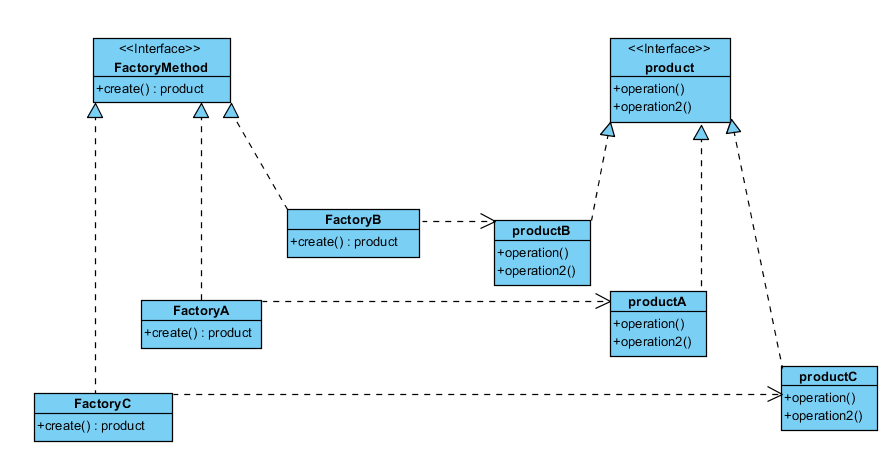 <<Interface>>
FactoryMethod
+create() : product
<<Interface>>
product
+operation()
+operation2()
FactoryB
+create() : product
productB
+operation()
+operation2()
FactoryA
+create() : product
productA
+operation()
+operation2()
FactoryC
+create() : product
productC
+operation()
+operation2()